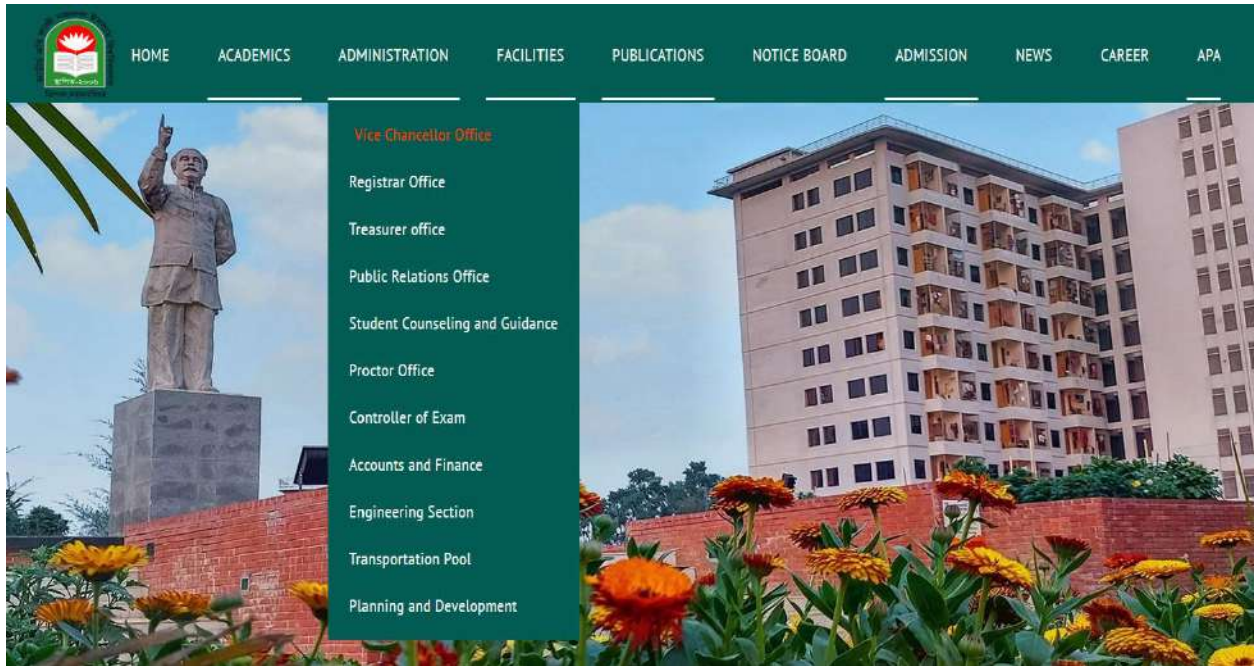 HOME ACADEMICS ADMINISTRATION FACILITIES PUBLICATIONS NOTICE BOARD ADMISSION NEWS CAREER APA
Vice Chancellor Office
Registrar Office
Treasurer office
Public Relations Office
Student Counseling and Guidance
Proctor Office
Controller of Exam
Accounts and Finance
Engineering Section
Transportation Pool
Planning and Development